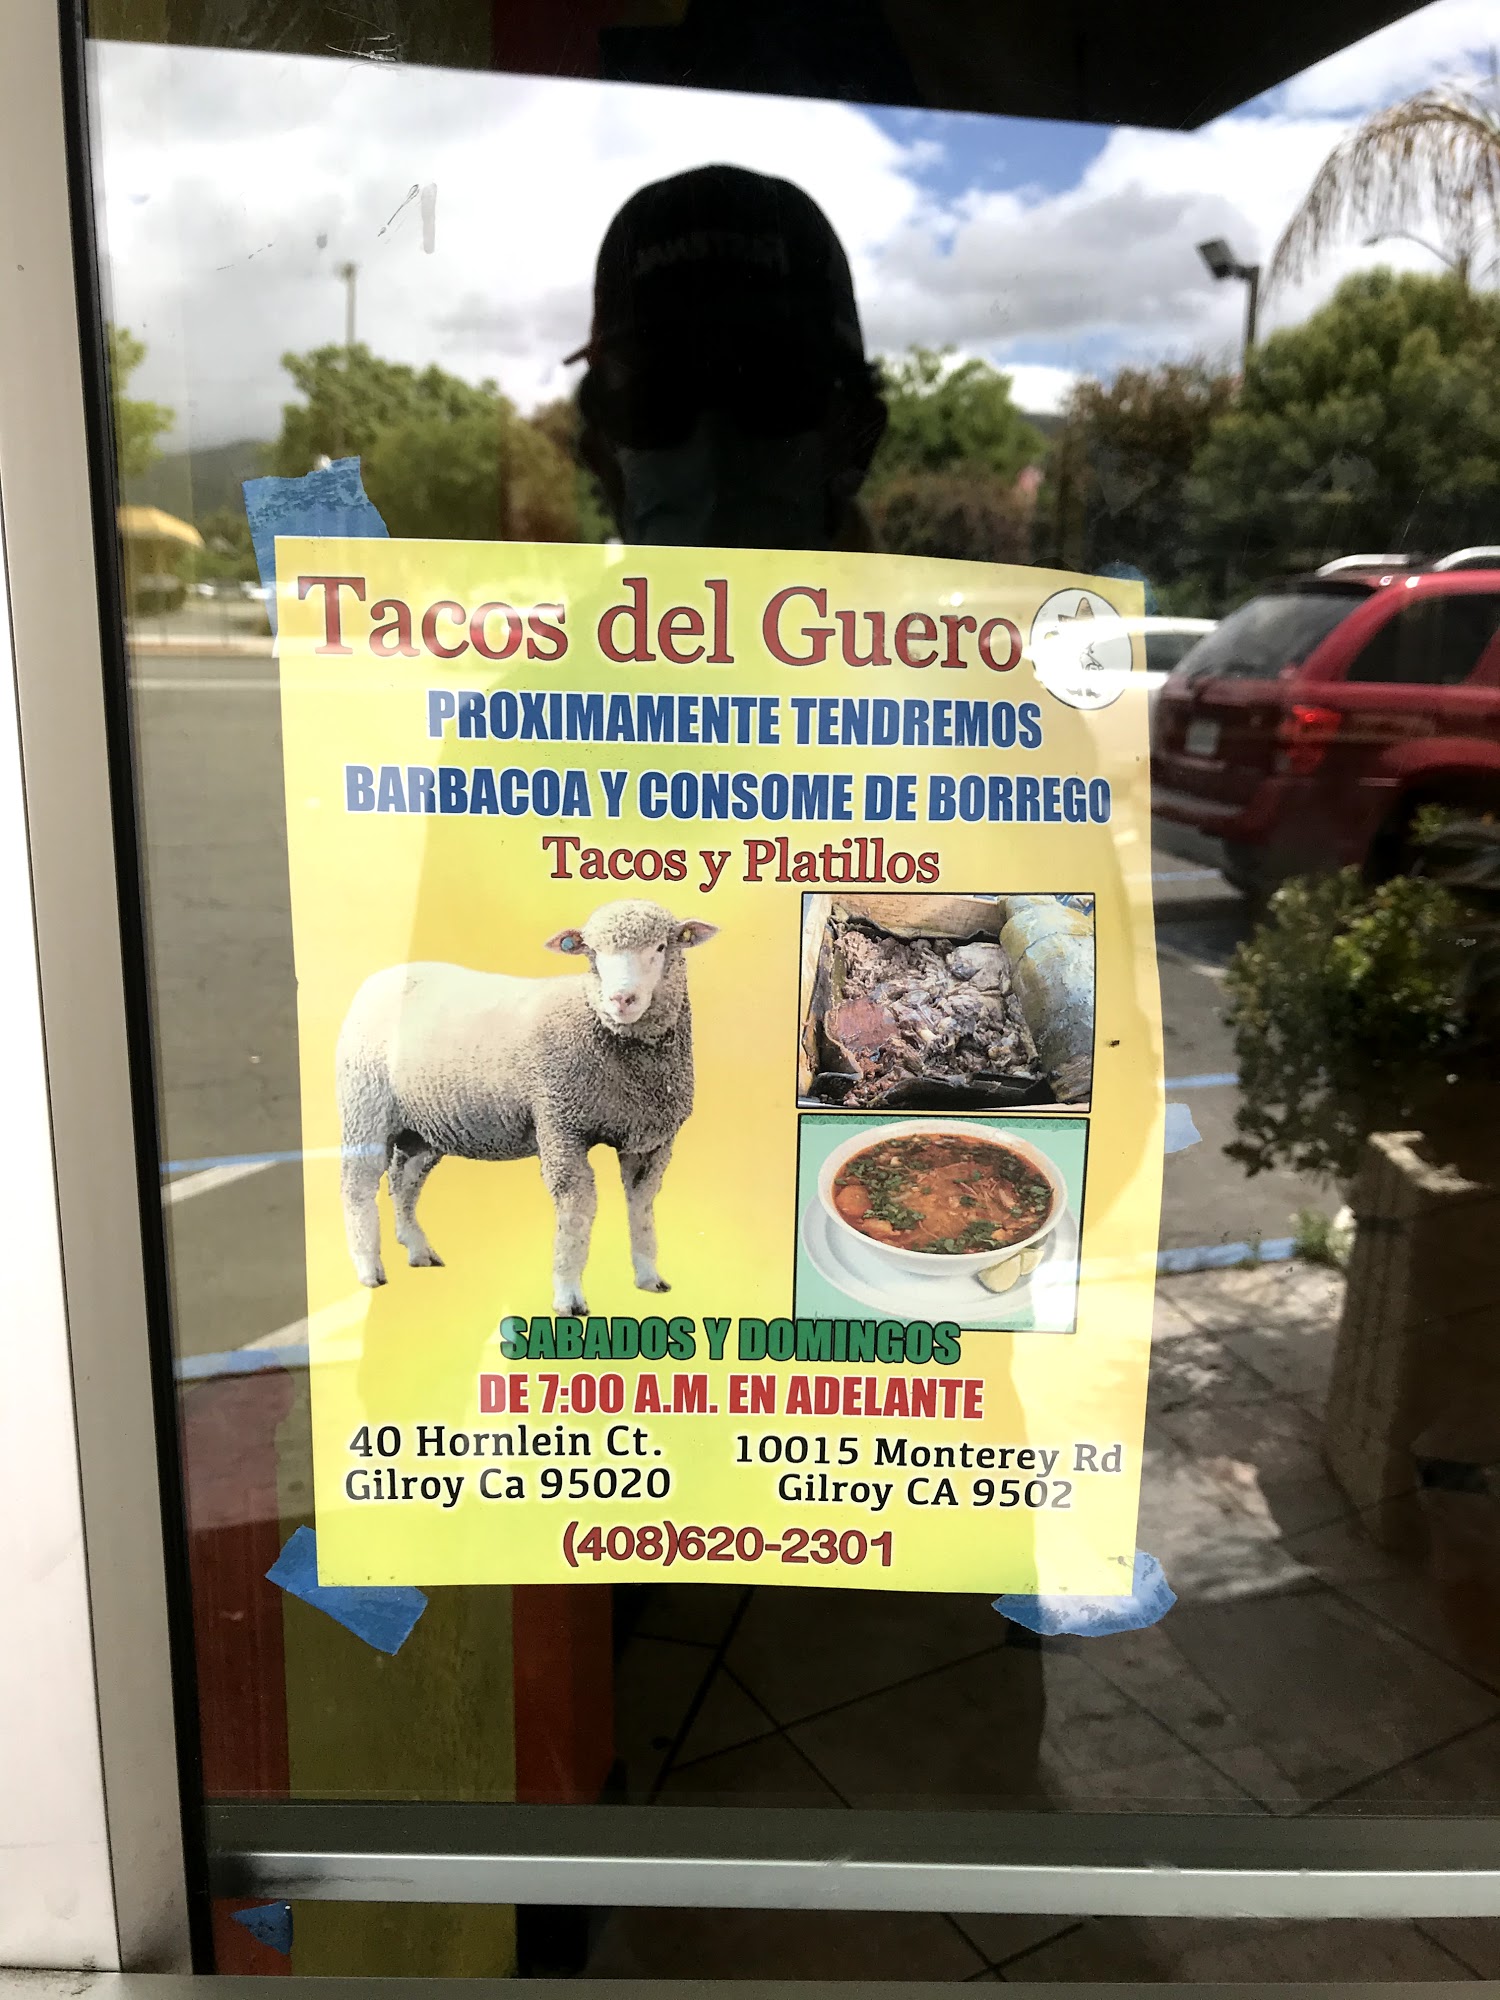 Tacos del Guero
PROXIMAMENTE TENDREMOS
BARBACOA Y CONSOME DE BORREGO
Tacos y Platillos
SABADOS Y DOMINGOS
DE 7:00 A.M. EN ADELANTE
40 Hornlein Ct.
Gilroy Ca 95020
10015 Monterey Rd
Gilroy CA 9502
(408)620-2301